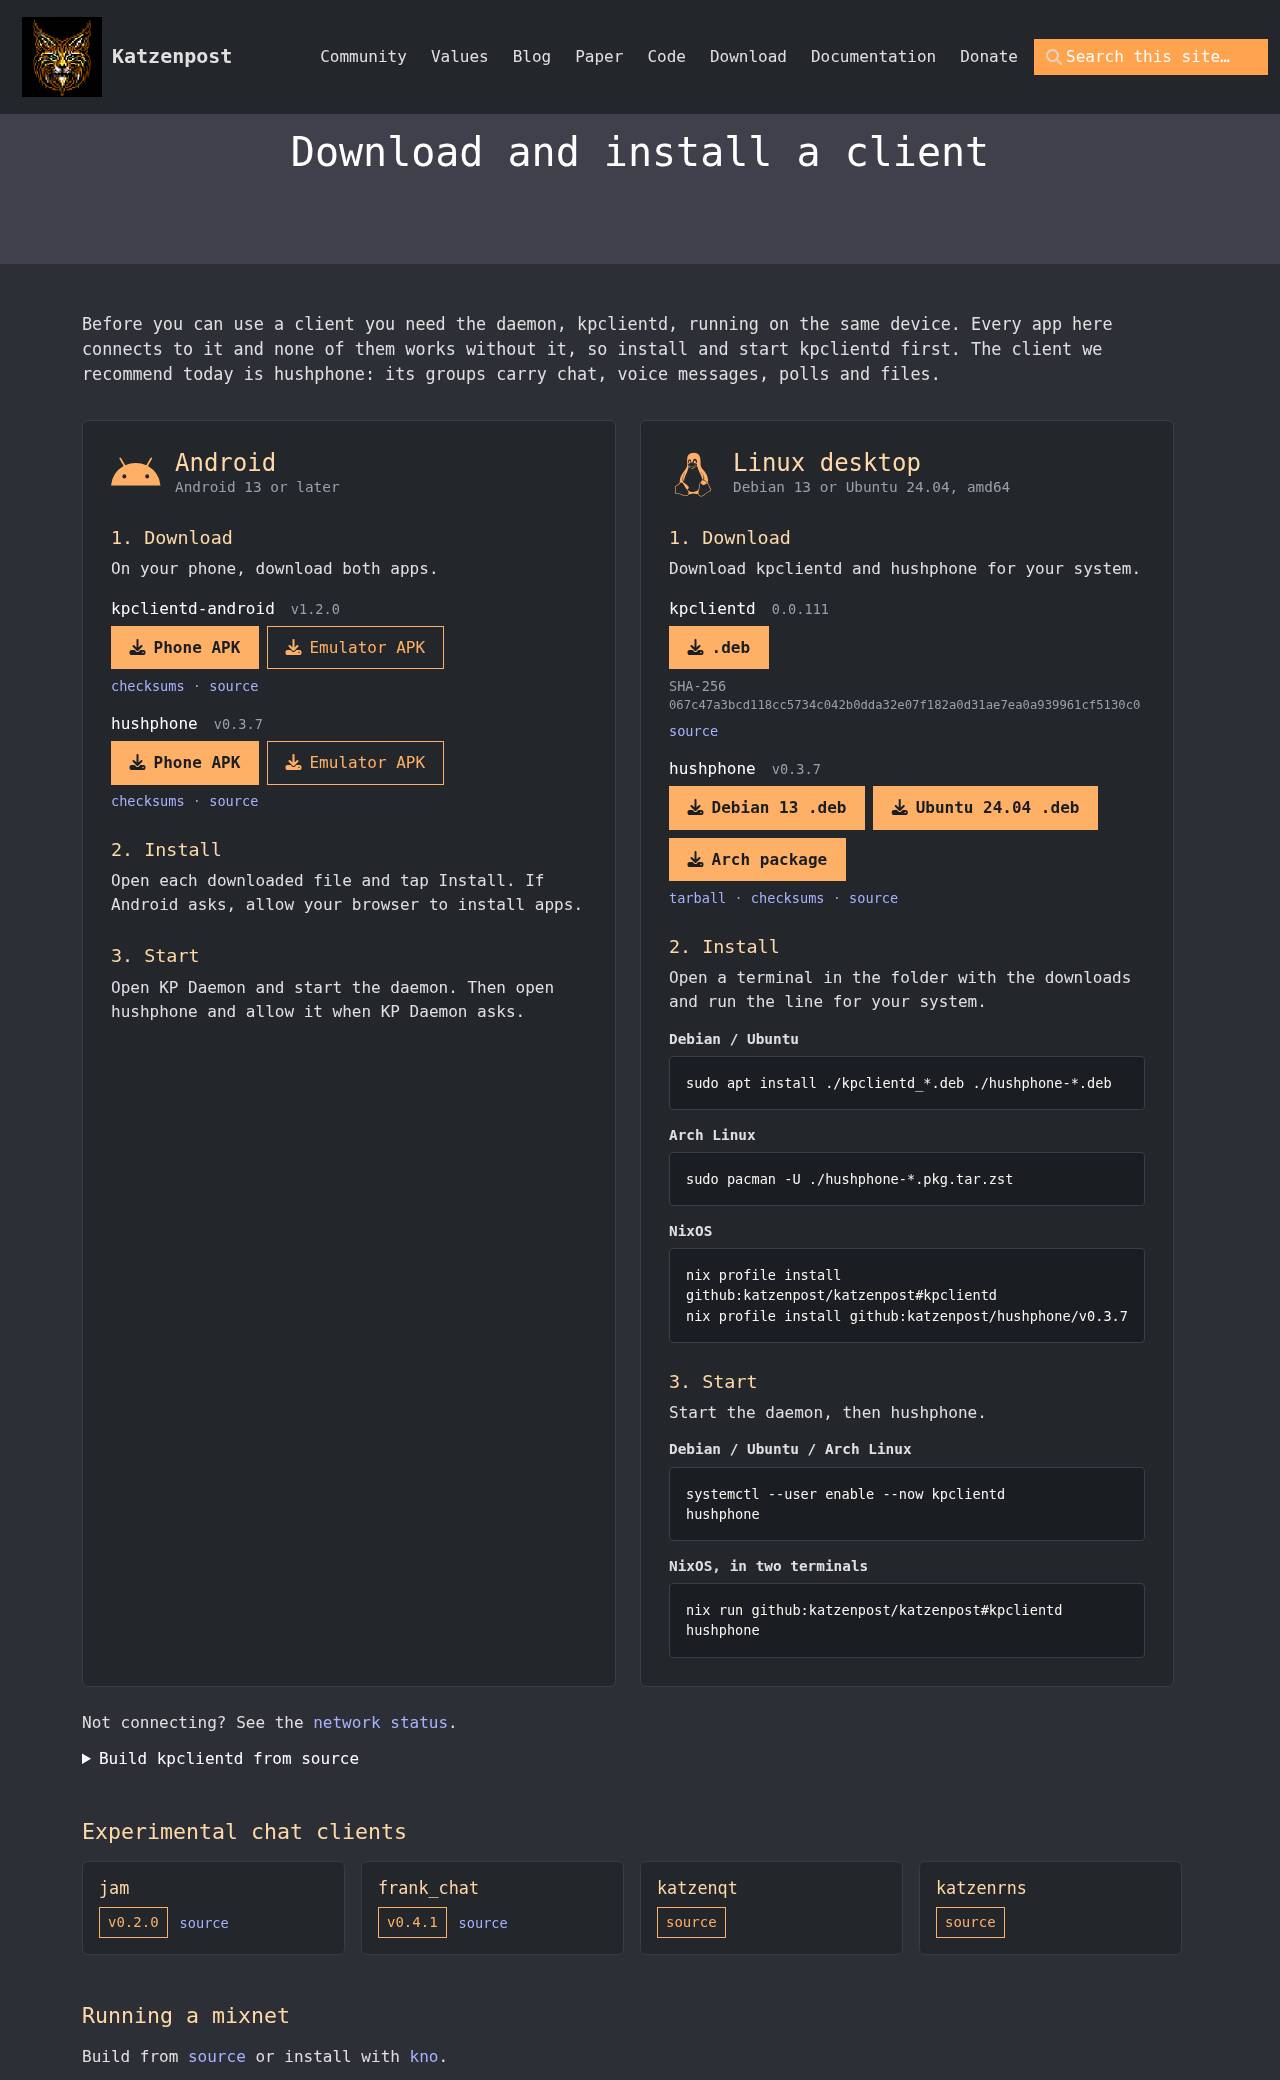 Katzenpost
Community Values Blog Paper Code Download Documentation Donate Search this site…
Download and install a client
Before you can use a client you need the daemon, kpclientd, running on the same device. Every app here
connects to it and none of them works without it, so install and start kpclientd first. The client we
recommend today is hushphone: its groups carry chat, voice messages, polls and files.
Android
Android 13 or later
1. Download
On your phone, download both apps.
kpclientd-android v1.2.0
Phone APK Emulator APK
checksums · source
hushphone v0.3.7
Phone APK Emulator APK
checksums · source
2. Install
Open each downloaded file and tap Install. If
Android asks, allow your browser to install apps.
3. Start
Open KP Daemon and start the daemon. Then open
hushphone and allow it when KP Daemon asks.
Linux desktop
Debian 13 or Ubuntu 24.04, amd64
1. Download
Download kpclientd and hushphone for your system.
kpclientd 0.0.111
.deb
SHA-256
067c47a3bcd118cc5734c042b0dda32e07f182a0d31ae7ea0a939961cf5130c0
source
hushphone v0.3.7
Debian 13 .deb Ubuntu 24.04 .deb
Arch package
tarball · checksums · source
2. Install
Open a terminal in the folder with the downloads
and run the line for your system.
Debian / Ubuntu
sudo apt install ./kpclientd_*.deb ./hushphone-*.deb
Arch Linux
sudo pacman -U ./hushphone-*.pkg.tar.zst
NixOS
nix profile install
github:katzenpost/katzenpost#kpclientd
nix profile install github:katzenpost/hushphone/v0.3.7
3. Start
Start the daemon, then hushphone.
Debian / Ubuntu / Arch Linux
systemctl --user enable --now kpclientd
hushphone
NixOS, in two terminals
nix run github:katzenpost/katzenpost#kpclientd
hushphone
Not connecting? See the network status.
Build kpclientd from source
Experimental chat clients
jam
v0.2.0 source
frank_chat
v0.4.1 source
katzenqt
source
katzenrns
source
Running a mixnet
Build from source or install with kno.